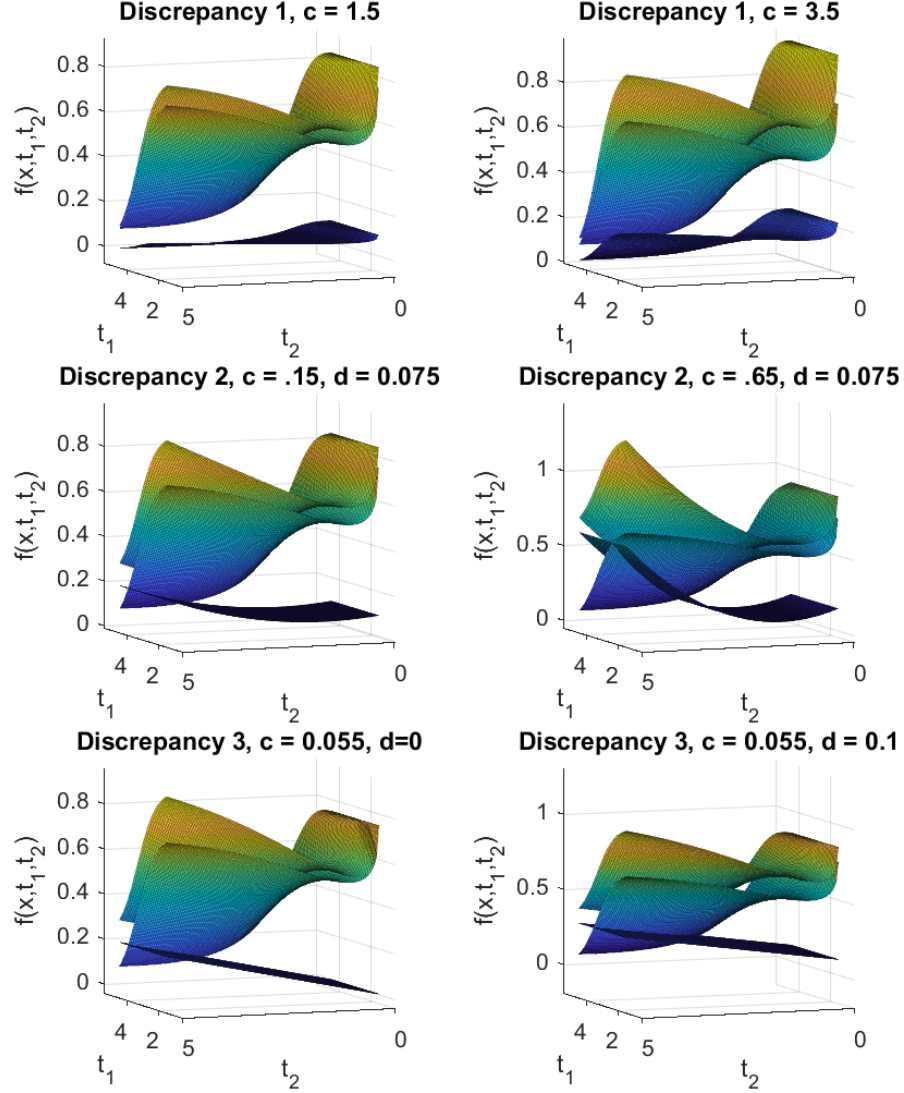 Discrepancy 1, c = 1.5
0.8
0.6
0.4
0.2
0
f(x,t1,t2)
4
2
t1
5
0
t2
Discrepancy 1, c = 3.5
0.8
0.6
0.4
0.2
0
f(x,t1,t2)
4
2
t1
5
0
t2
Discrepancy 2, c = .15, d = 0.075
0.8
0.6
0.4
0.2
0
f(x,t1,t2)
4
2
t1
5
0
t2
Discrepancy 2, c = .65, d = 0.075
1
0.5
0
f(x,t1,t2)
4
2
t1
5
0
t2
Discrepancy 3, c = 0.055, d=0
0.8
0.6
0.4
0.2
0
f(x,t1,t2)
4
2
t1
5
0
t2
Discrepancy 3, c = 0.055, d = 0.1
1
0.5
0
f(x,t1,t2)
4
2
t1
5
0
t2